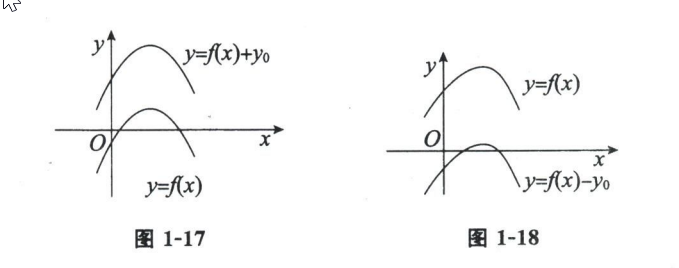 y
y=f(x)+y₀
O
x
y=f(x)
图 1-17
y
y=f(x)
O
x
y=f(x)-y₀
图 1-18